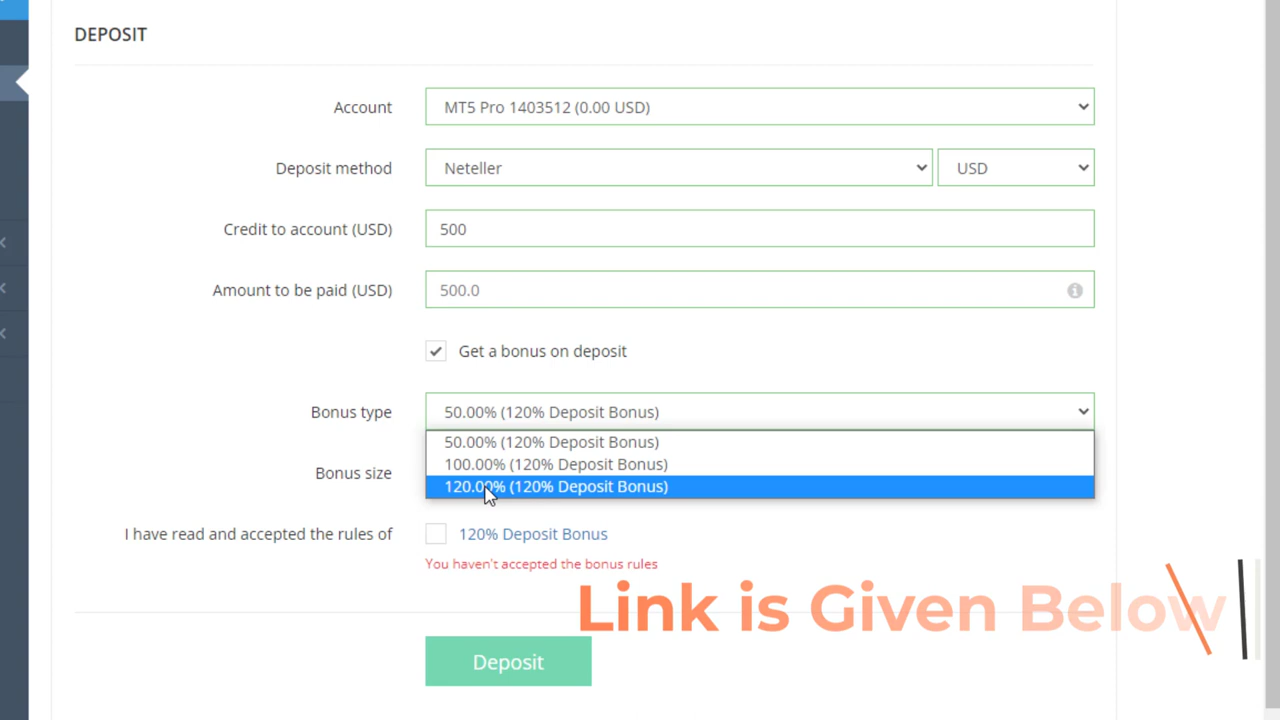 DEPOSIT
Account
MT5 Pro 1403512 (0.00 USD)
Deposit method
Neteller
USD
Credit to account (USD)
500
Amount to be paid (USD)
500.0
Get a bonus on deposit
Bonus type
50.00% (120% Deposit Bonus)
50.00% (120% Deposit Bonus)
100.00% (120% Deposit Bonus)
Bonus size
120.00% (120% Deposit Bonus)
I have read and accepted the rules of
120% Deposit Bonus
You haven't accepted the bonus rules
Link is Given Below
Deposit